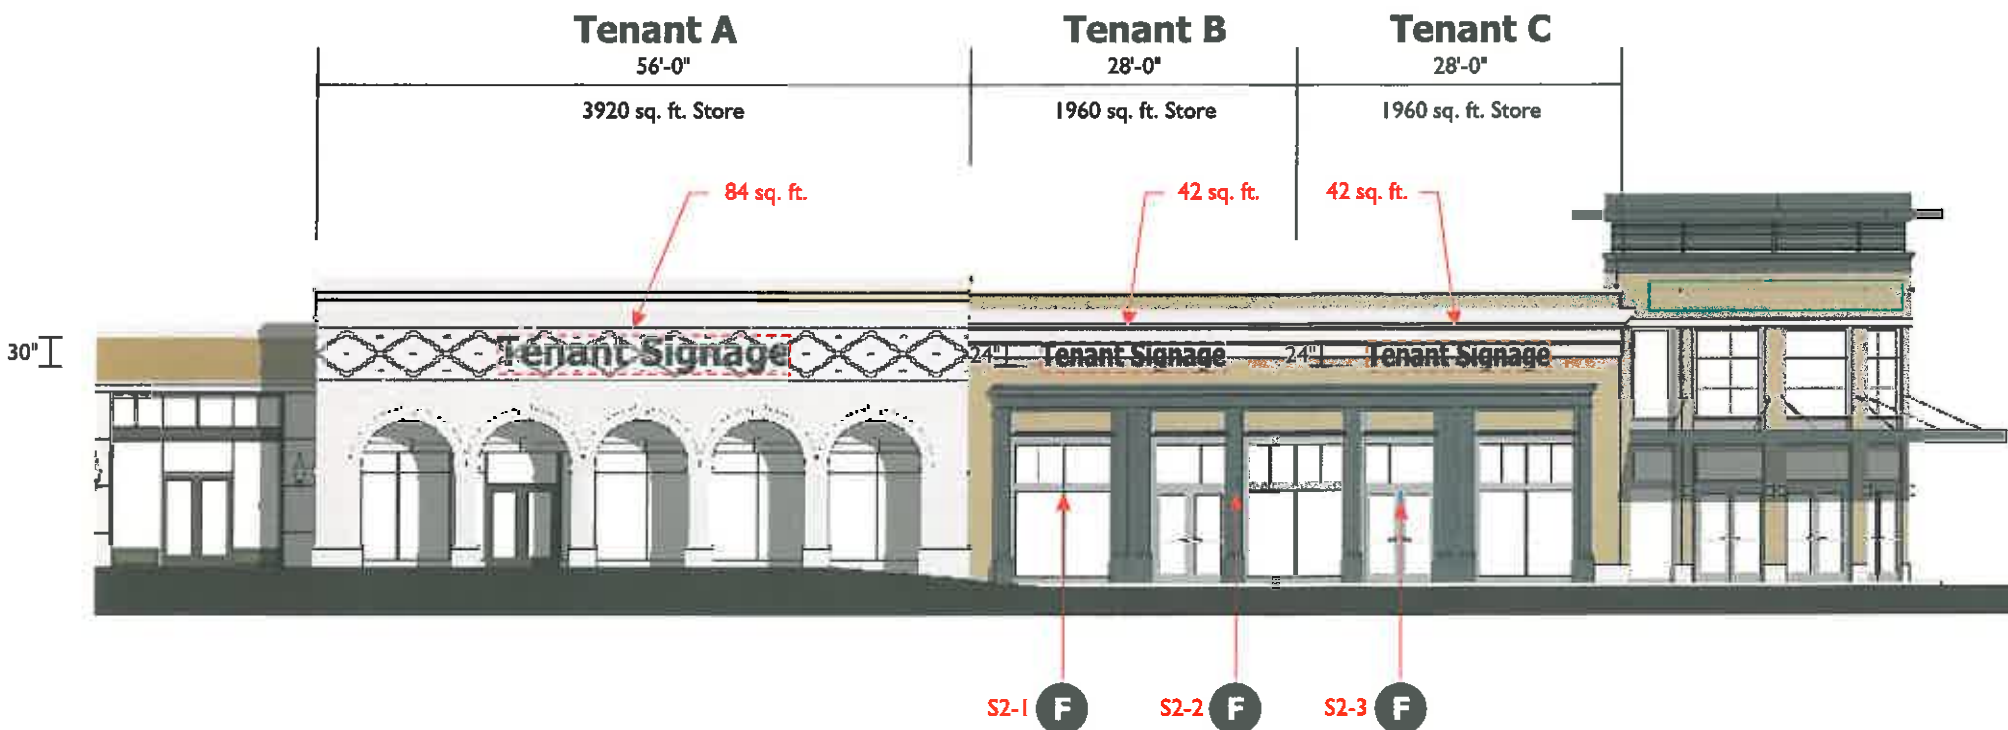 Tenant A
Tenant B
Tenant C
56'-0"
28'-0"
28'-0"
3920 sq. ft. Store
1960 sq. ft. Store
1960 sq. ft. Store
84 sq. ft.
42 sq. ft.
42 sq. ft.
30"
Tenant Signage
24"
Tenant Signage
24"
Tenant Signage
S2-1 F
S2-2 F
S2-3 F